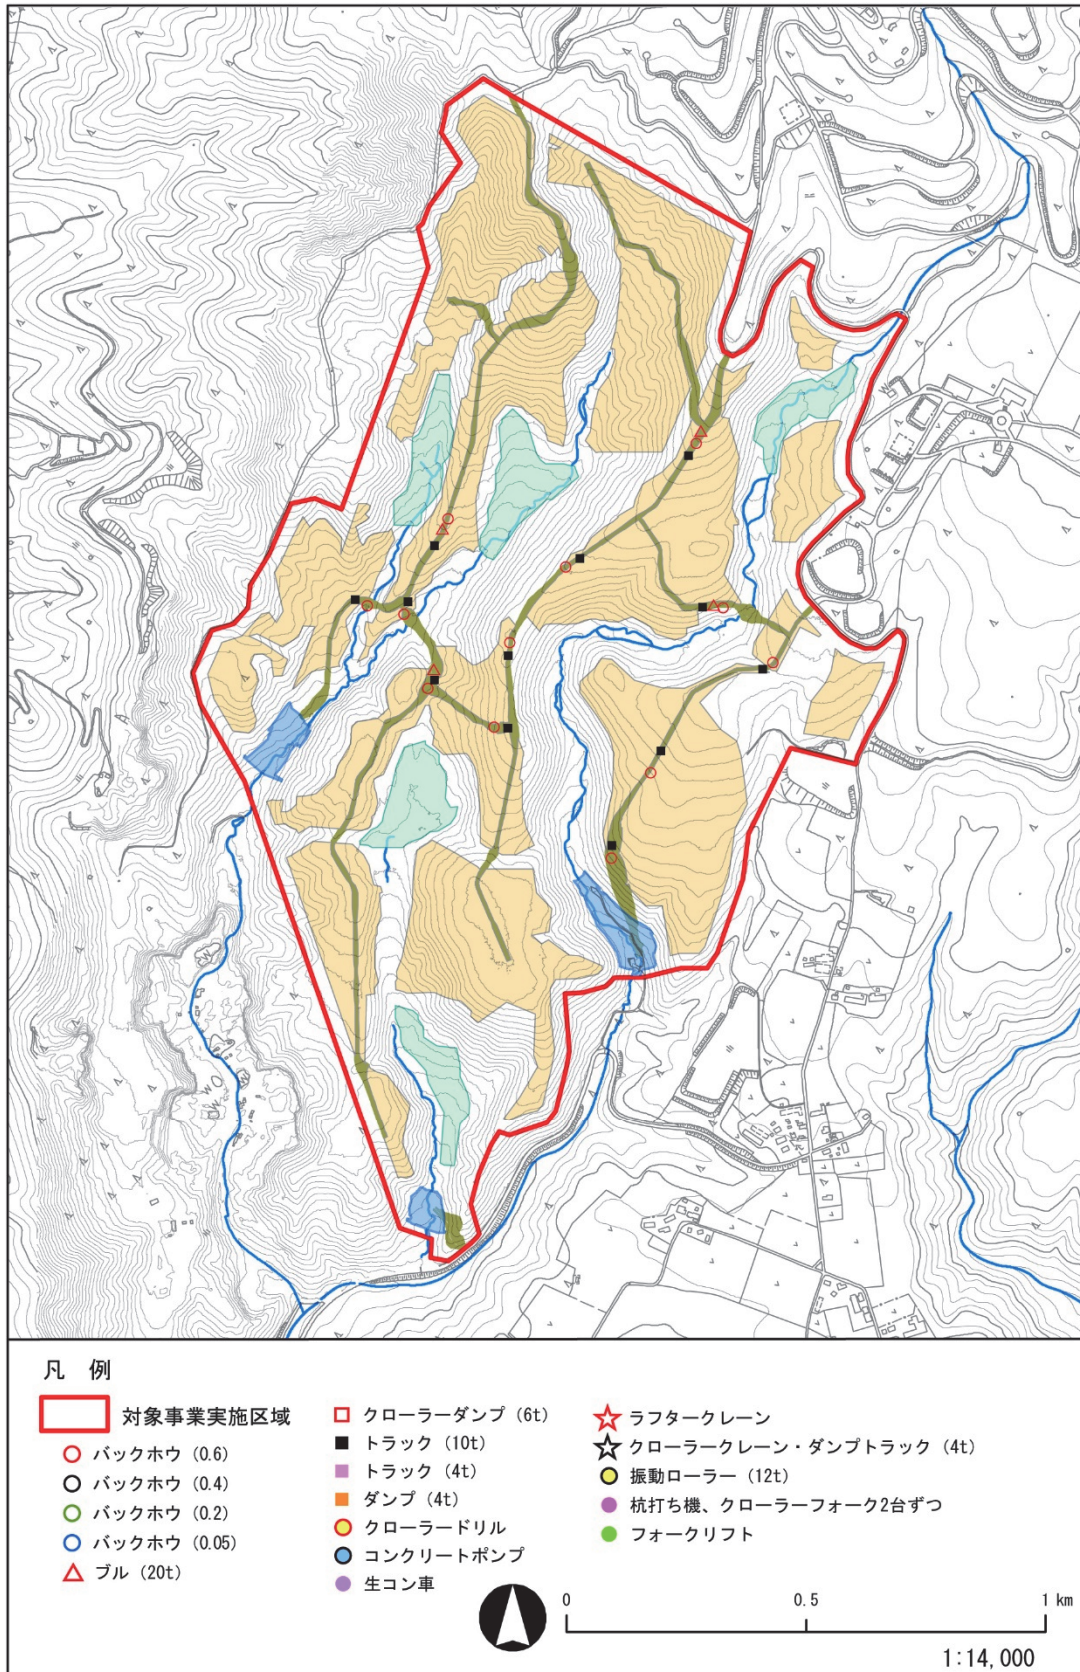 凡 例
対象事業実施区域
バックホウ (0.6)
バックホウ (0.4)
バックホウ (0.2)
バックホウ (0.05)
ブル (20t)
クローラーダンプ (6t)
トラック (10t)
トラック (4t)
ダンプ (4t)
クローラードリル
コンクリートポンプ
生コン車
ラフタークレーン
クローラークレーン・ダンプトラック (4t)
振動ローラー (12t)
杭打ち機、クローラーフォーク2台ずつ
フォークリフト
0 0.5 1 km
1:14,000